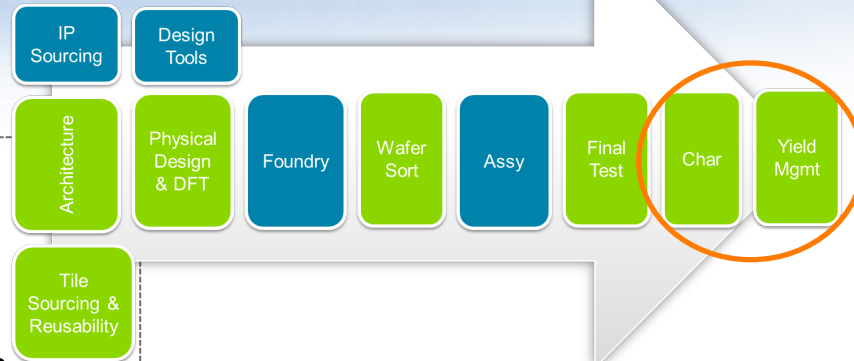 IP
Sourcing
Design
Tools
Architecture
Physical
Design
& DFT
Foundry
Wafer
Sort
Assy
Final
Test
Char
Yield
Mgmt
Tile
Sourcing &
Reusability